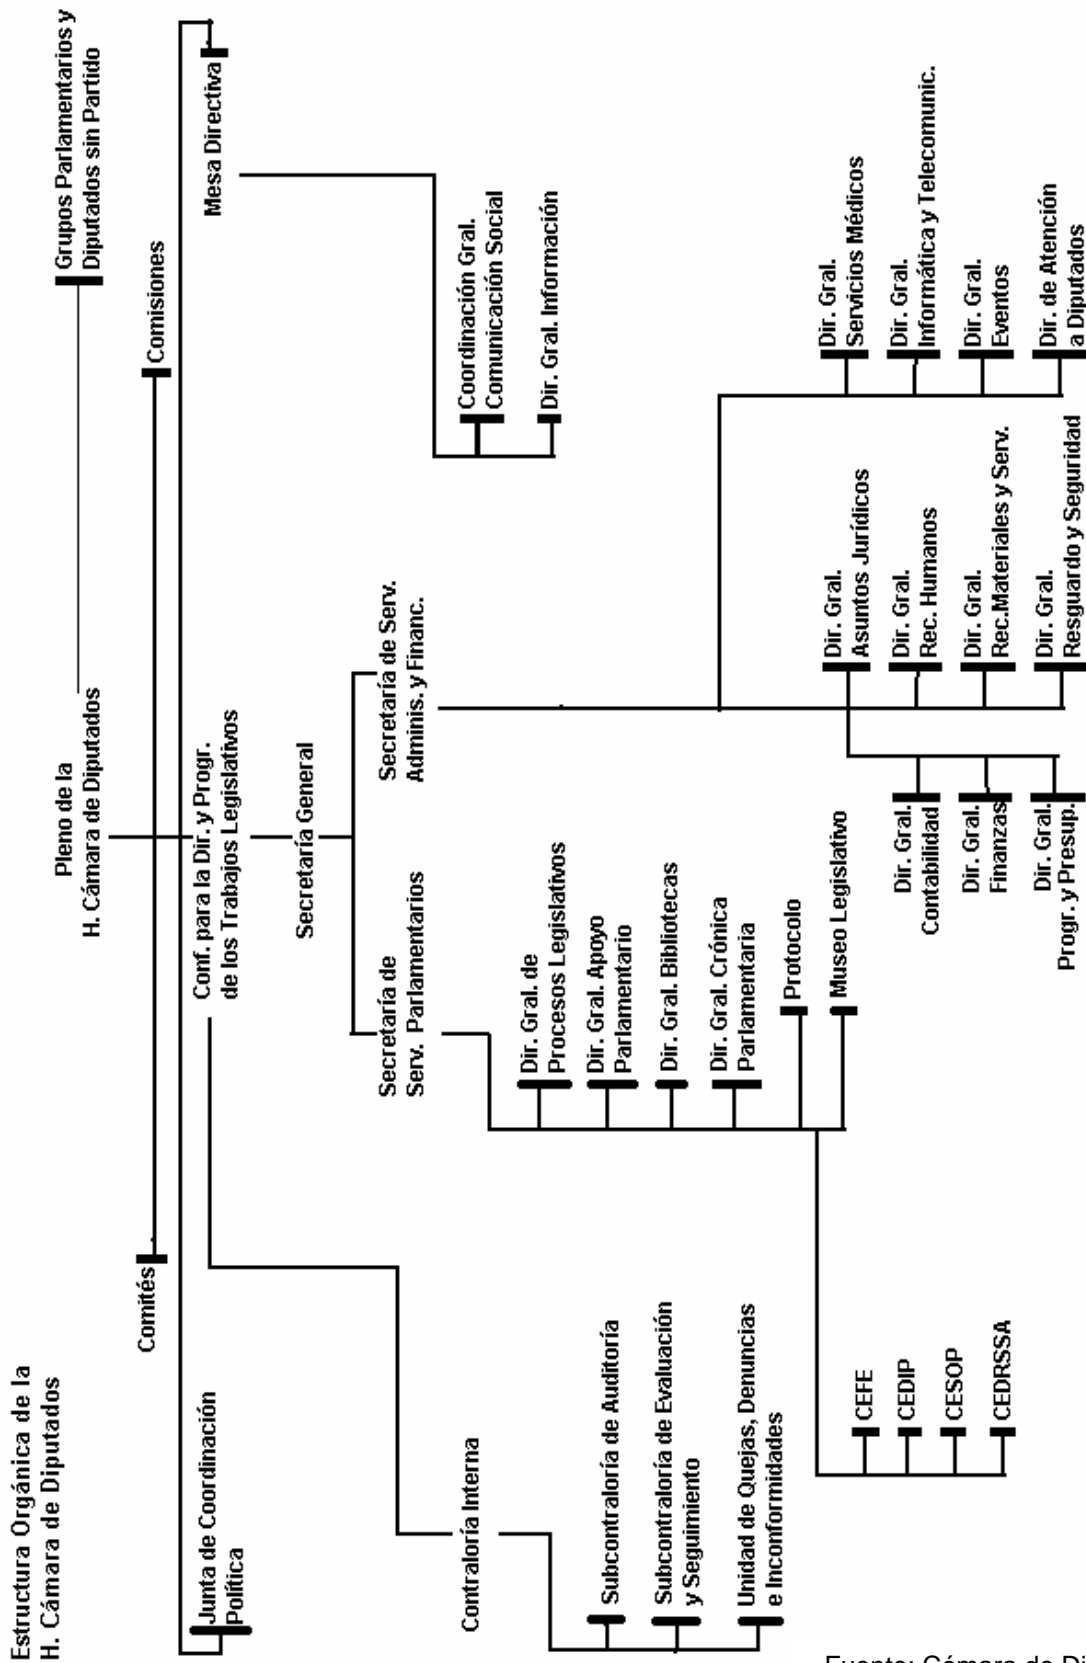 Estructura Orgánica de la
H. Cámara de Diputados
Pleno de la
H. Cámara de Diputados
Grupos Parlamentarios y
Diputados sin Partido
Comités
Comisiones
Junta de Coordinación
Política
Conf. para la Dir. y Progr.
de los Trabajos Legislativos
Mesa Directiva
Secretaría General
Contraloría Interna
Subcontraloría de Auditoría
Subcontraloría de Evaluación
y Seguimiento
Unidad de Quejas, Denuncias
e Inconformidades
Secretaría de
Serv. Parlamentarios
Secretaría de Serv.
Adminis. y Financ.
Coordinación Gral.
Comunicación Social
Dir. Gral. Información
Dir. Gral. de
Procesos Legislativos
Dir. Gral. Apoyo
Parlamentario
Dir. Gral. Bibliotecas
Dir. Gral. Crónica
Parlamentaria
Protocolo
Museo Legislativo
CEFE
CEDIP
CESOP
CEDRSSA
Dir. Gral.
Contabilidad
Dir. Gral.
Finanzas
Dir. Gral.
Progr. y Presup.
Dir. Gral.
Asuntos Jurídicos
Dir. Gral.
Rec. Humanos
Dir. Gral.
Rec.Materiales y Serv.
Dir. Gral.
Resguardo y Seguridad
Dir. Gral.
Servicios Médicos
Dir. Gral.
Informática y Telecomunic.
Dir. Gral.
Eventos
Dir. de Atención
a Diputados